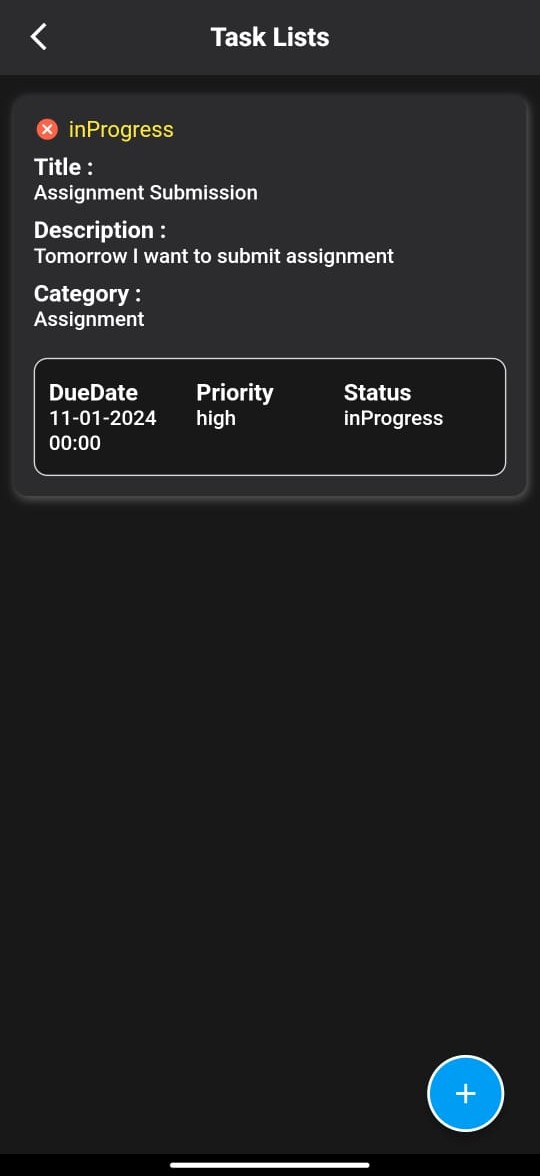 Task Lists
inProgress
Title :
Assignment Submission
Description :
Tomorrow I want to submit assignment
Category :
Assignment
DueDate Priority Status
11-01-2024 high inProgress
00:00
+